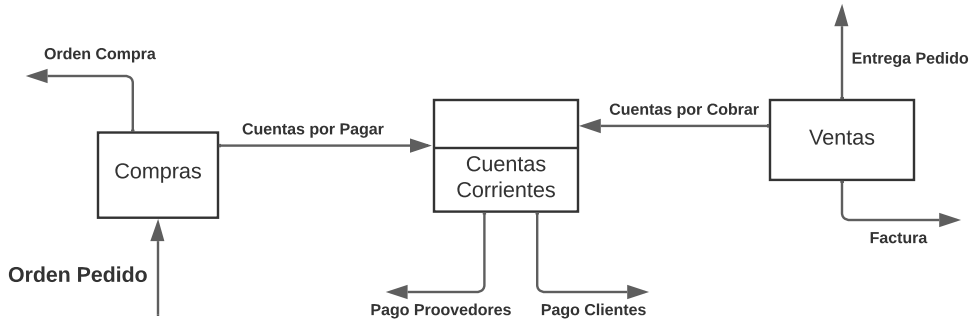 Orden Compra
Entrega Pedido
Cuentas por Pagar
Cuentas por Cobrar
Ventas
Compras
Cuentas
Corrientes
Factura
Orden Pedido
Pago Proovedores
Pago Clientes